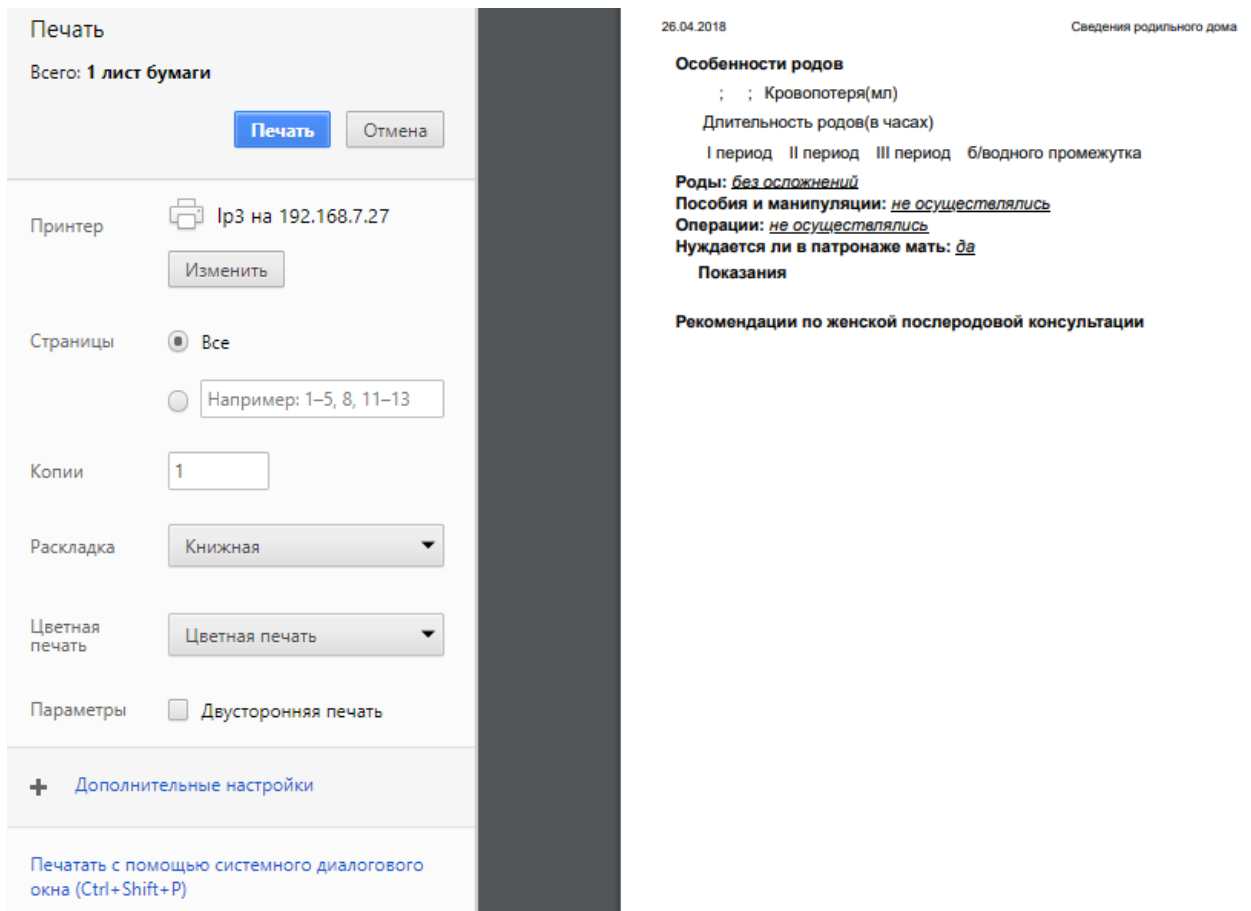 Печать
Всего: 1 лист бумаги
Печать
Отмена
Принтер
lp3 на 192.168.7.27
Изменить
Страницы
Все
Например: 1–5, 8, 11–13
Копии
1
Раскладка
Книжная
Цветная
печать
Цветная печать
Параметры
Двусторонняя печать
+ Дополнительные настройки
Печатать с помощью системного диалогового
окна (Ctrl+Shift+P)
26.04.2018
Сведения родильного дома
Особенности родов
; ; Кровопотеря(мл)
Длительность родов(в часах)
I период II период III период б/водного промежутка
Роды: без осложнений
Пособия и манипуляции: не осуществлялись
Операции: не осуществлялись
Нуждается ли в патронаже мать: да
Показания
Рекомендации по женской послеродовой консультации